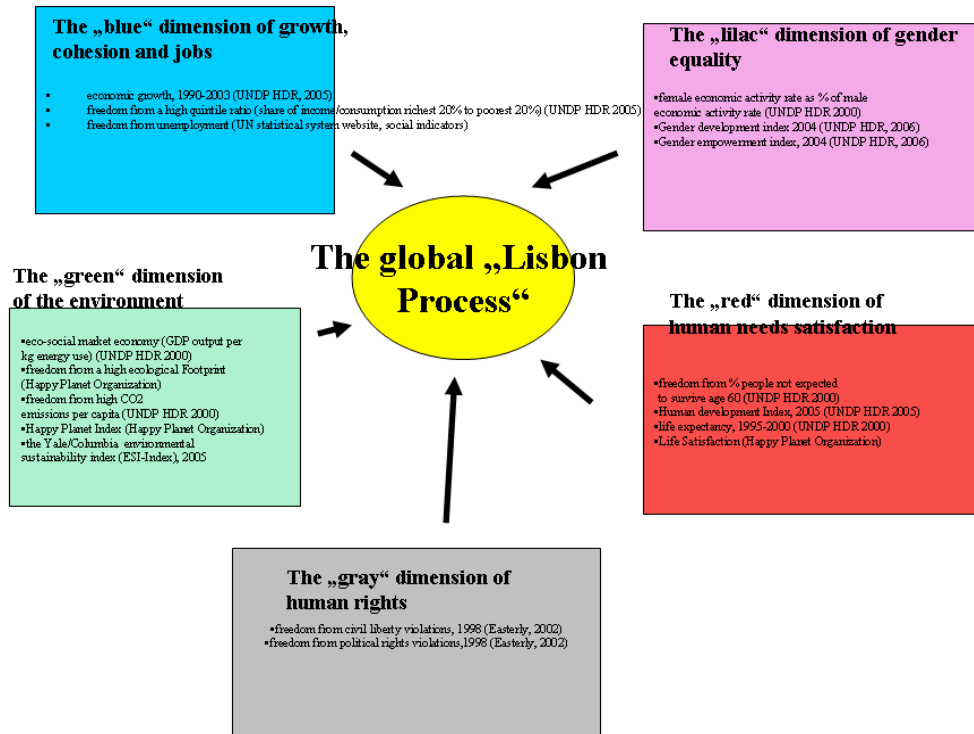 The „blue“ dimension of growth,
cohesion and jobs
▪ economic growth, 1990-2003 (UNDP HDR, 2005)
▪ freedom from a high quintile ratio (share of income/consumption richest 20% to poorest 20%) (UNDP HDR 2005)
▪ freedom from unemployment (UN statistical system website, social indicators)
The „lilac“ dimension of gender
equality
▪female economic activity rate as % of male
economic activity rate (UNDP HDR 2000)
▪Gender development index 2004 (UNDP HDR, 2006)
▪Gender empowerment index, 2004 (UNDP HDR, 2006)
The global „Lisbon
Process“
The „green“ dimension
of the environment
▪eco-social market economy (GDP output per
kg energy use) (UNDP HDR 2000)
▪freedom from a high ecological Footprint
(Happy Planet Organization)
▪freedom from high CO2
emissions per capita (UNDP HDR 2000)
▪Happy Planet Index (Happy Planet Organization)
▪the Yale/Columbia environmental
sustainability index (ESI-Index), 2005
The „red“ dimension of
human needs satisfaction
▪freedom from % people not expected
to survive age 60 (UNDP HDR 2000)
▪Human development Index, 2005 (UNDP HDR 2005)
▪life expectancy, 1995-2000 (UNDP HDR 2000)
▪Life Satisfaction (Happy Planet Organization)
The „gray“ dimension of
human rights
▪freedom from civil liberty violations, 1998 (Easterly, 2002)
▪freedom from political rights violations,1998 (Easterly, 2002)